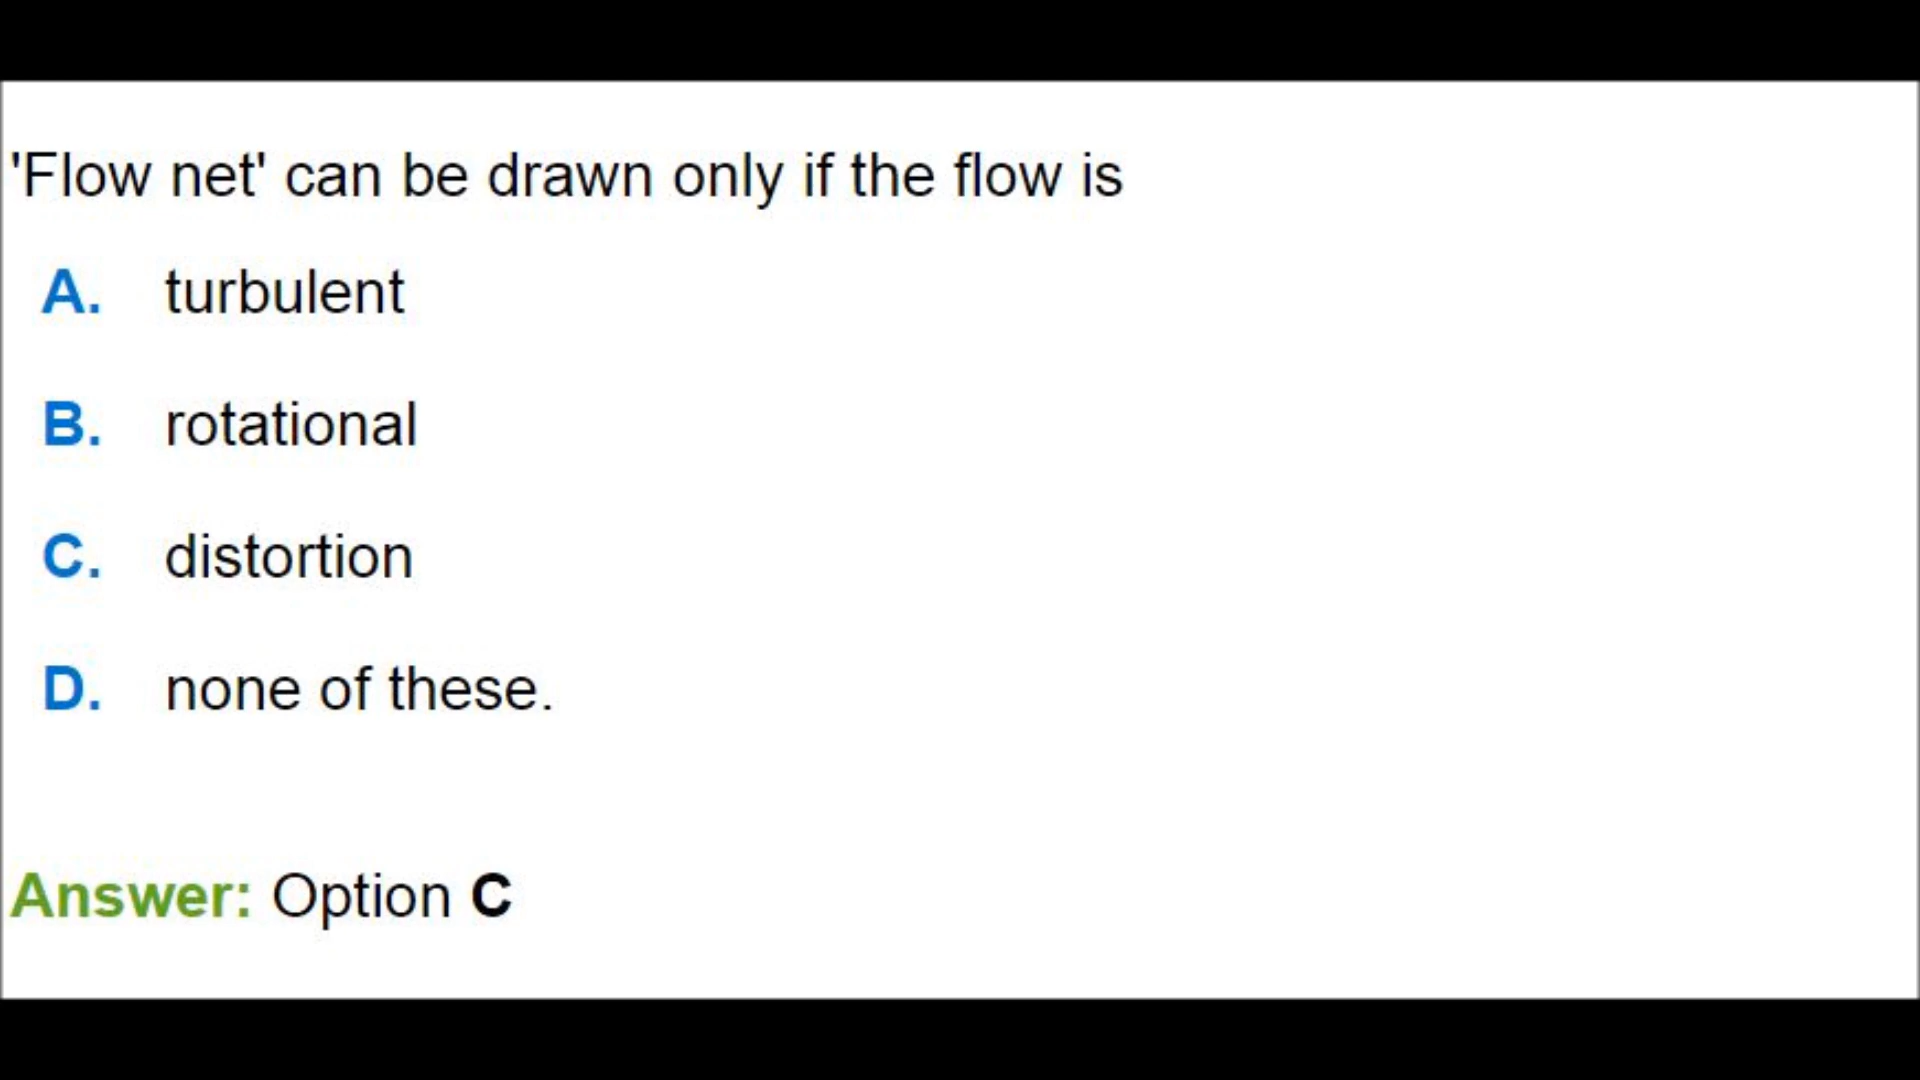 'Flow net' can be drawn only if the flow is
A. turbulent
B. rotational
C. distortion
D. none of these.
Answer: Option C